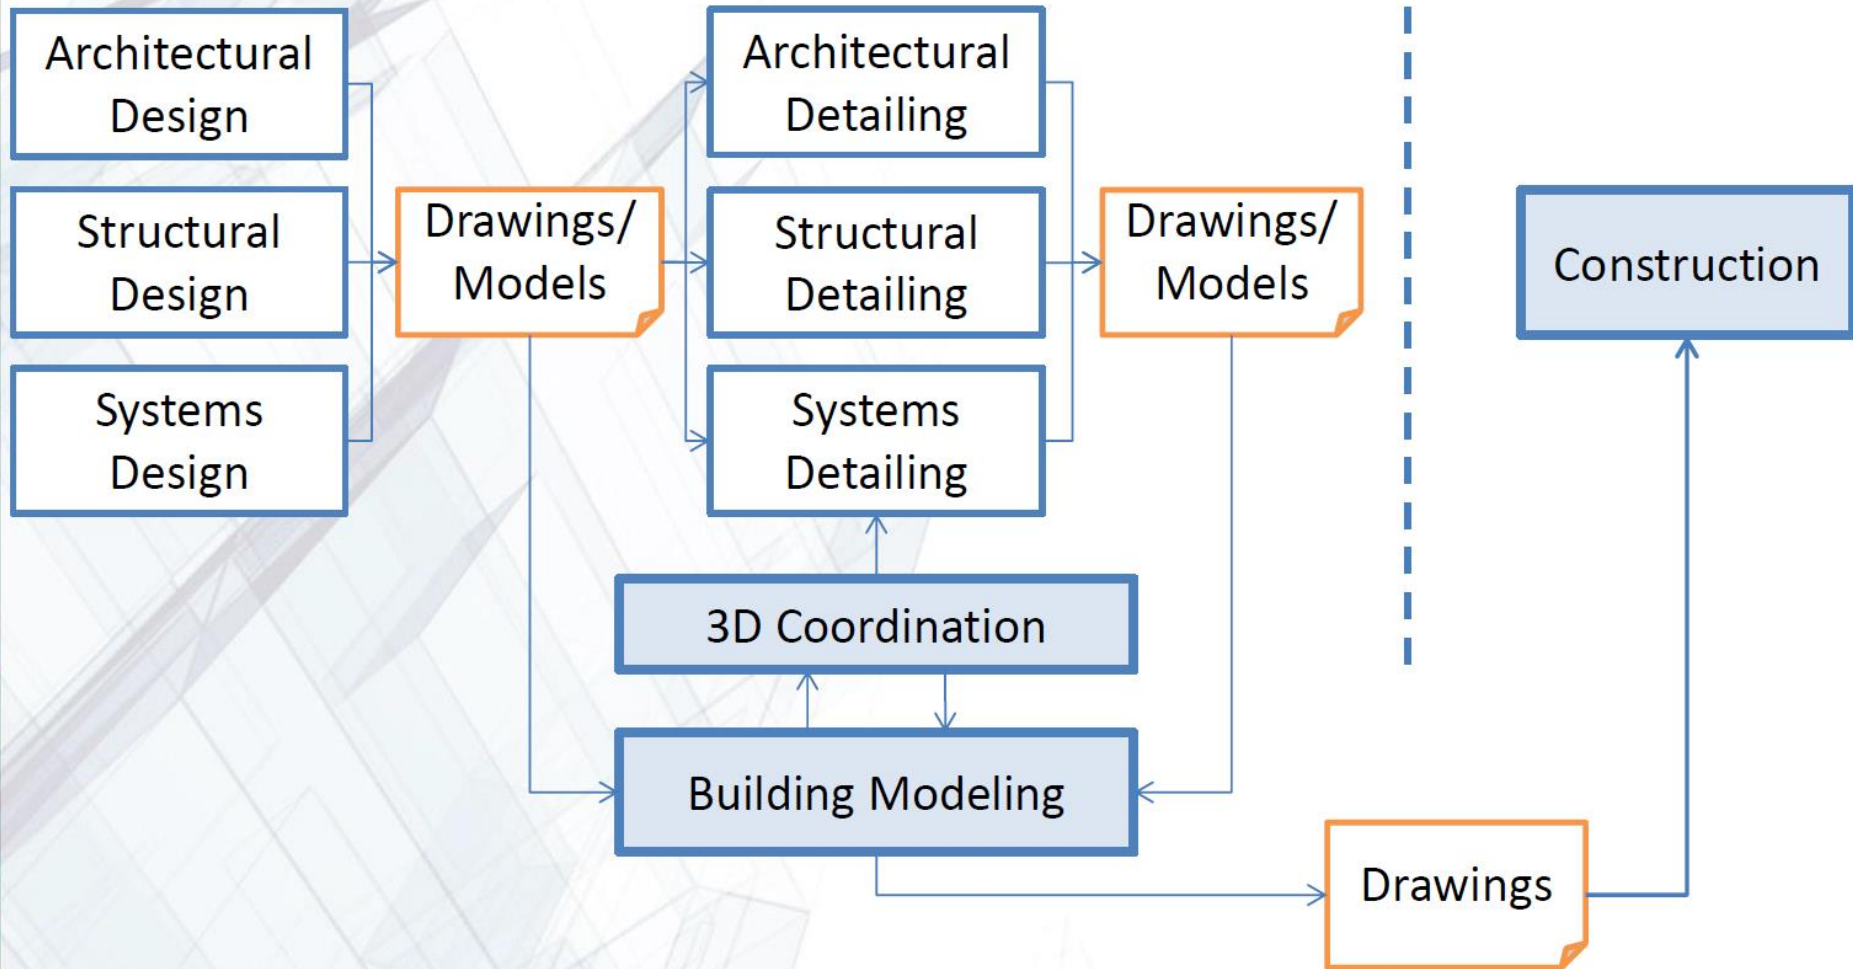 Architectural
Design
Structural
Design
Systems
Design
Drawings/
Models
Architectural
Detailing
Structural
Detailing
Systems
Detailing
Drawings/
Models
3D Coordination
Building Modeling
Drawings
Construction